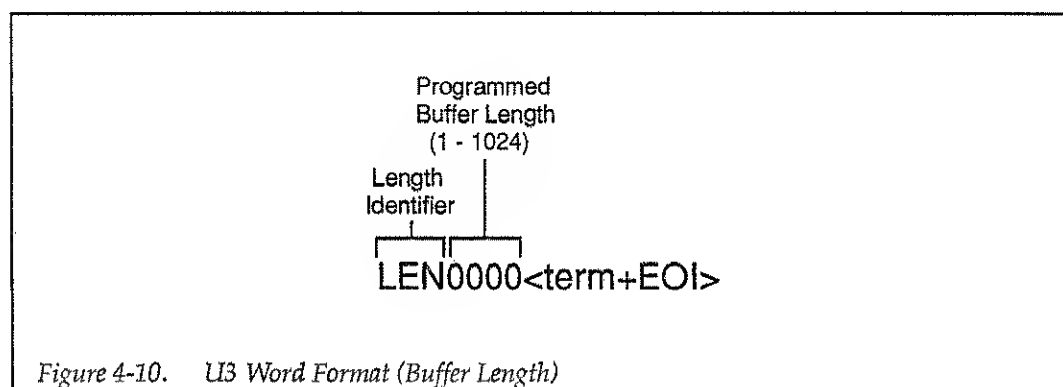 Programmed
Buffer Length
(1 - 1024)
Length
Identifier
LEN0000<term+EOI>
Figure 4-10. U3 Word Format (Buffer Length)